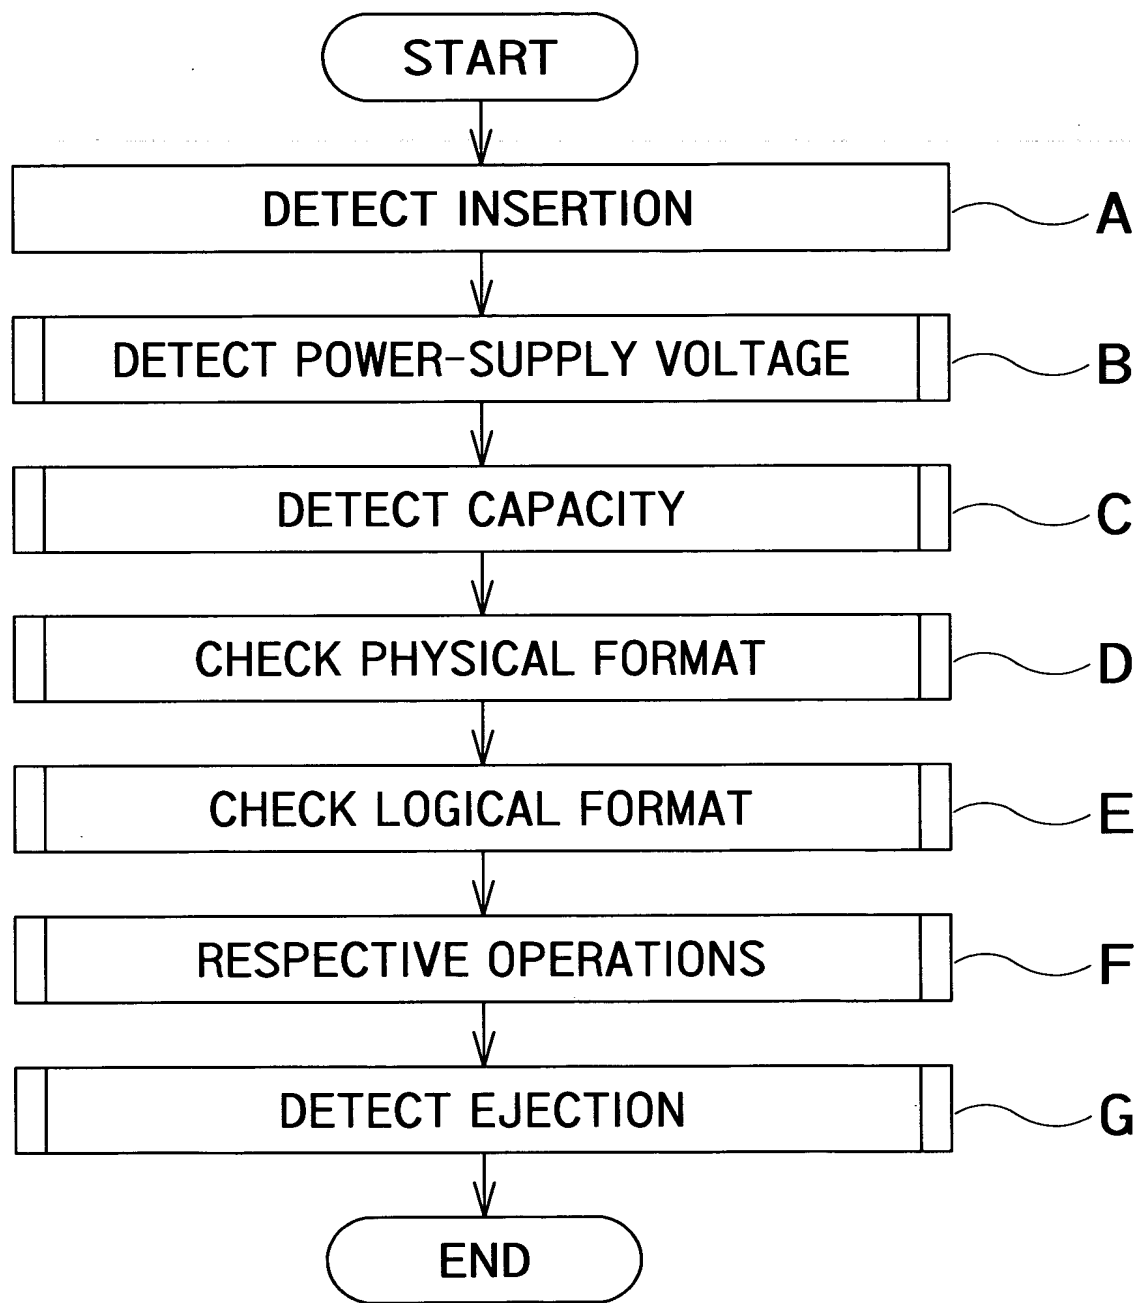 START
DETECT INSERTION A
DETECT POWER-SUPPLY VOLTAGE B
DETECT CAPACITY C
CHECK PHYSICAL FORMAT D
CHECK LOGICAL FORMAT E
RESPECTIVE OPERATIONS F
DETECT EJECTION G
END